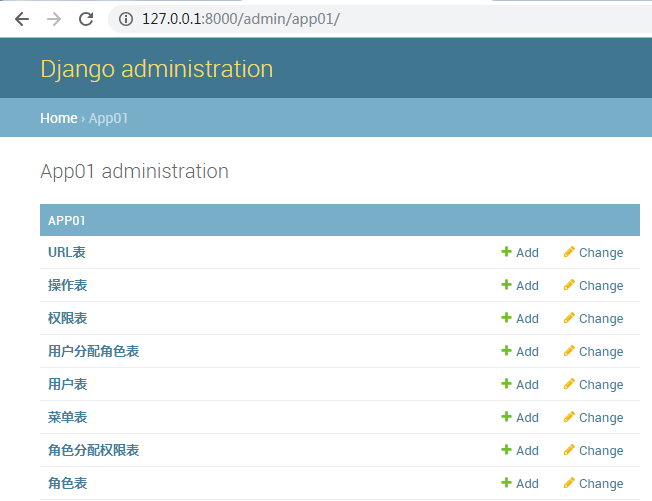 127.0.0.1:8000/admin/app01/
Django administration
Home › App01
App01 administration
APP01
URL表 Add Change
操作表 Add Change
权限表 Add Change
用户分配角色表 Add Change
用户表 Add Change
菜单表 Add Change
角色分配权限表 Add Change
角色表 Add Change